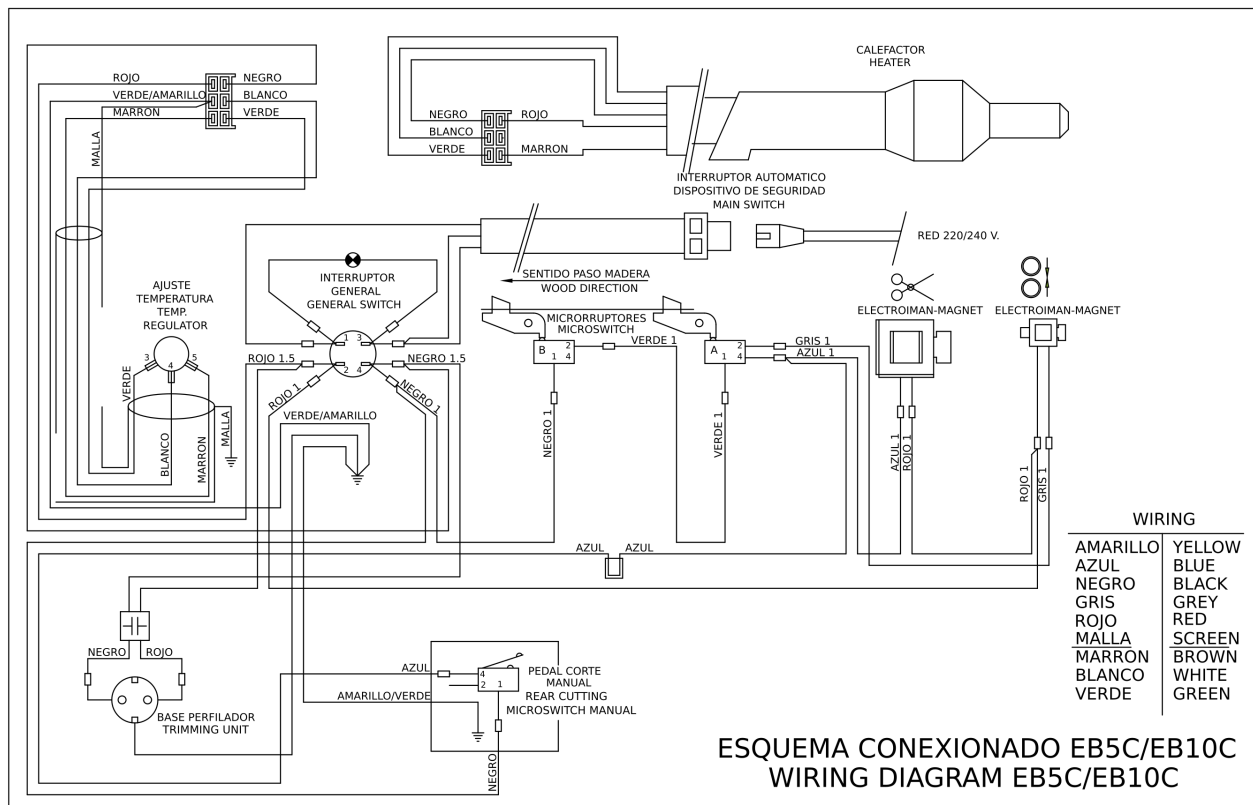 ROJO
NEGRO
VERDE/AMARILLO
BLANCO
MARRON
VERDE
MALLA
NEGRO
ROJO
BLANCO
VERDE
MARRON
CALEFACTOR
HEATER
INTERRUPTOR AUTOMATICO
DISPOSITIVO DE SEGURIDAD
MAIN SWITCH
RED 220/240 V.
SENTIDO PASO MADERA
WOOD DIRECTION
INTERRUPTOR
GENERAL
GENERAL SWITCH
AJUSTE
TEMPERATURA
TEMP.
REGULATOR
3
5
4
VERDE
BLANCO
MARRON
MALLA
1
3
2
4
ROJO 1.5
NEGRO 1.5
ROJO 1
NEGRO 1
VERDE/AMARILLO
MICRORRUPTORES
MICROSWITCH
B
2
1
4
VERDE 1
NEGRO 1
A
2
1
4
GRIS 1
AZUL 1
VERDE 1
ELECTROIMAN-MAGNET
ELECTROIMAN-MAGNET
AZUL 1
ROJO 1
ROJO 1
GRIS 1
AZUL
AZUL
NEGRO
ROJO
BASE PERFILADOR
TRIMMING UNIT
AZUL
AMARILLO/VERDE
4
2
1
PEDAL CORTE
MANUAL
REAR CUTTING
MICROSWITCH MANUAL
NEGRO
WIRING
AMARILLO YELLOW
AZUL BLUE
NEGRO BLACK
GRIS GREY
ROJO RED
MALLA SCREEN
MARRON BROWN
BLANCO WHITE
VERDE GREEN
ESQUEMA CONEXIONADO EB5C/EB10C
WIRING DIAGRAM EB5C/EB10C